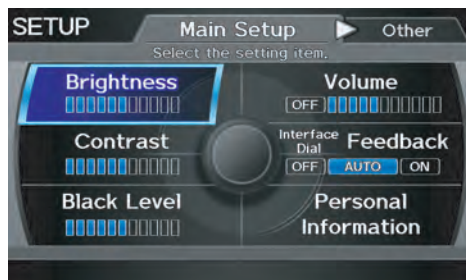 SETUP Main Setup Other
Select the setting item.
Brightness
Volume
OFF
Contrast
Interface Dial Feedback
OFF AUTO ON
Black Level
Personal
Information